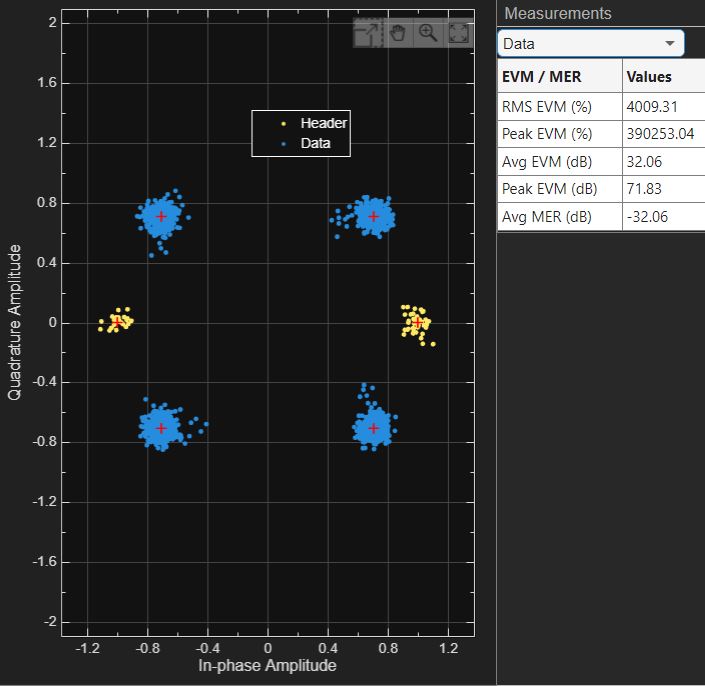 Measurements
Data
EVM / MER Values
RMS EVM (%) 4009.31
Peak EVM (%) 390253.04
Avg EVM (dB) 32.06
Peak EVM (dB) 71.83
Avg MER (dB) -32.06
Header
Data
Quadrature Amplitude
2
1.6
1.2
0.8
0.4
0
-0.4
-0.8
-1.2
-1.6
-2
-1.2 -0.8 -0.4 0 0.4 0.8 1.2
In-phase Amplitude